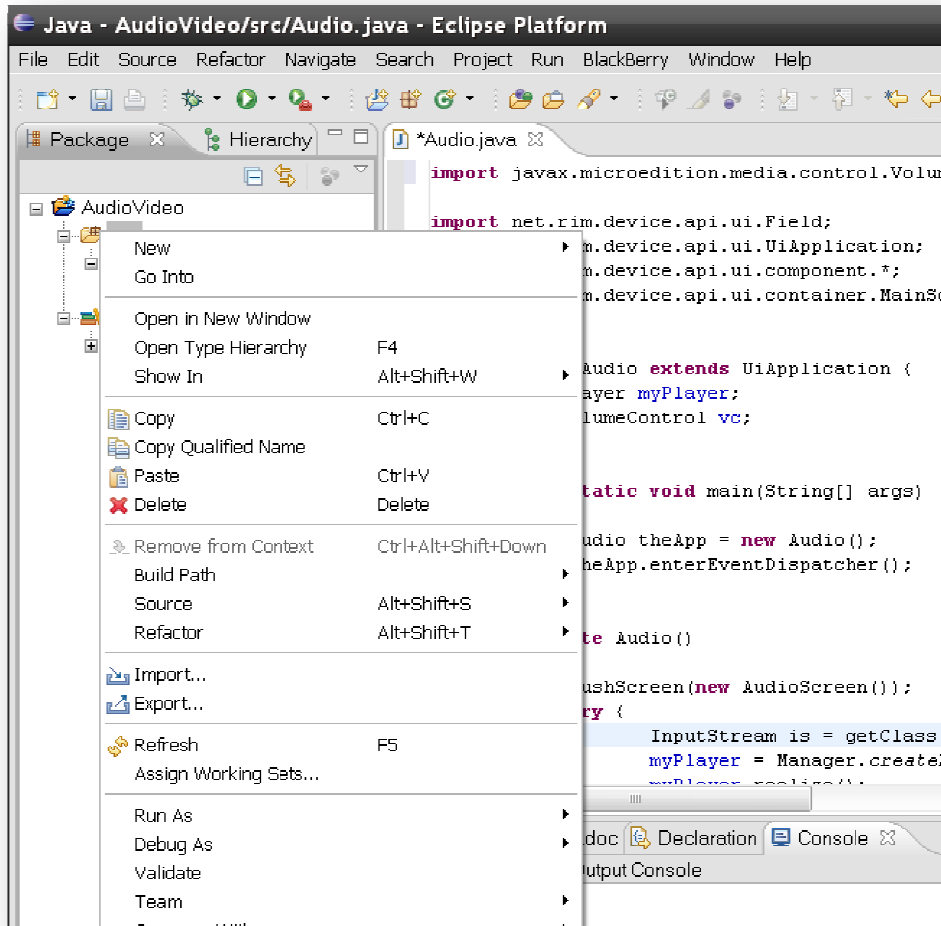 Java - AudioVideo/src/Audio.java - Eclipse Platform
File Edit Source Refactor Navigate Search Project Run BlackBerry Window Help
Package Hierarchy
AudioVideo
New
Go Into
Open in New Window
Open Type Hierarchy F4
Show In Alt+Shift+W
Copy Ctrl+C
Copy Qualified Name
Paste Ctrl+V
Delete Delete
Remove from Context Ctrl+Alt+Shift+Down
Build Path
Source Alt+Shift+S
Refactor Alt+Shift+T
Import...
Export...
Refresh F5
Assign Working Sets...
Run As
Debug As
Validate
Team
*Audio.java
import javax.microedition.media.control.Volum
import net.rim.device.api.ui.Field;
m.device.api.ui.UiApplication;
m.device.api.ui.component.*;
m.device.api.ui.container.MainSc
Audio extends UiApplication {
ayer myPlayer;
lumeControl vc;
tatic void main(String[] args)
udio theApp = new Audio();
heApp.enterEventDispatcher();
te Audio()
ushScreen(new AudioScreen());
ry {
InputStream is = getClass
myPlayer = Manager.create
myPlayer.realize();
doc Declaration Console
utput Console